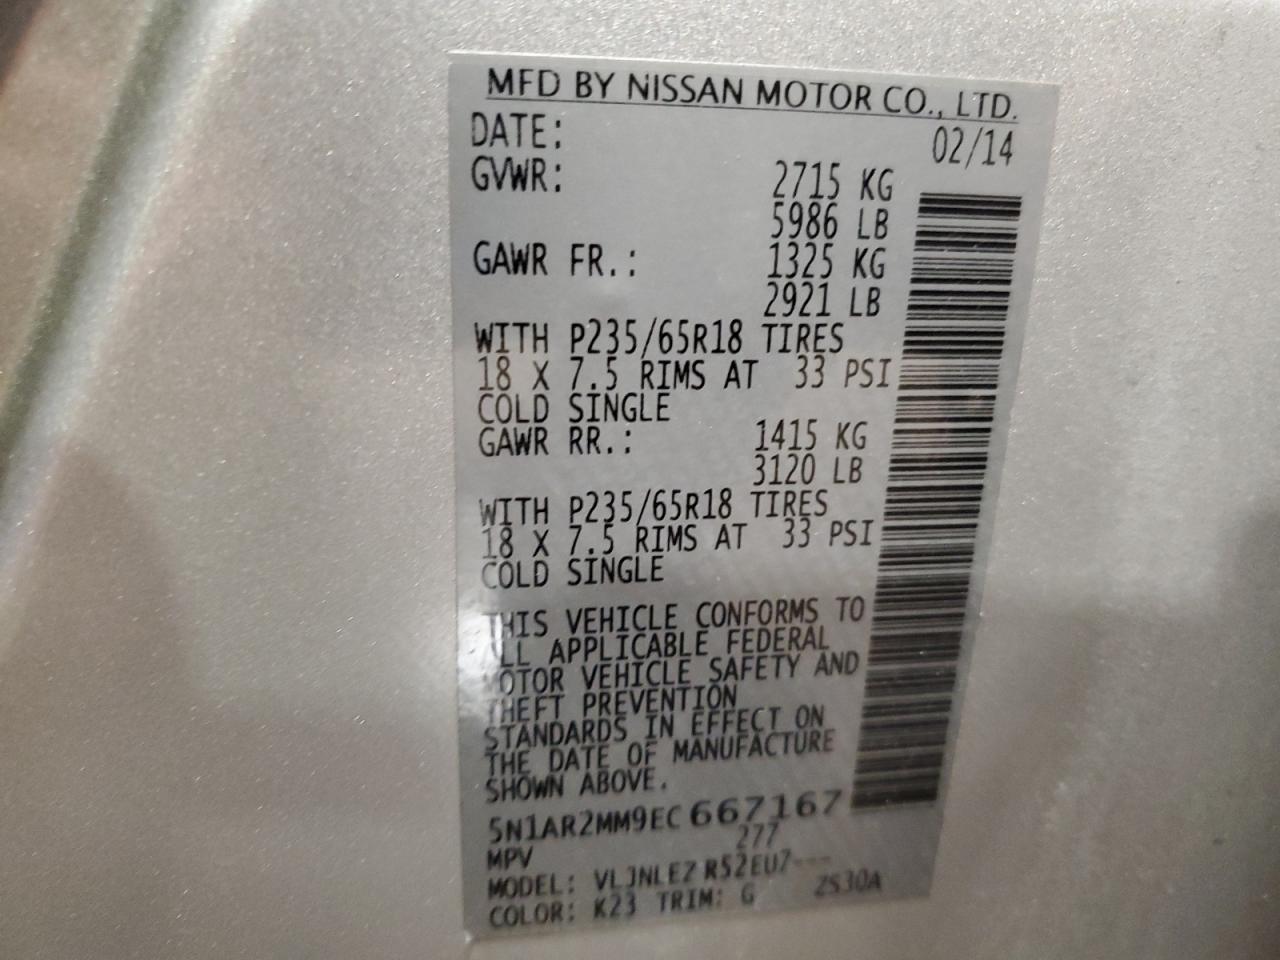 MFD BY NISSAN MOTOR CO., LTD.
DATE: 02/14
GVWR: 2715 KG
5986 LB
GAWR FR.: 1325 KG
2921 LB
WITH P235/65R18 TIRES
18 X 7.5 RIMS AT 33 PSI
COLD SINGLE
GAWR RR.: 1415 KG
3120 LB
WITH P235/65R18 TIRES
18 X 7.5 RIMS AT 33 PSI
COLD SINGLE
THIS VEHICLE CONFORMS TO
ALL APPLICABLE FEDERAL
MOTOR VEHICLE SAFETY AND
THEFT PREVENTION
STANDARDS IN EFFECT ON
THE DATE OF MANUFACTURE
SHOWN ABOVE.
5N1AR2MM9EC667167
MPV 277
MODEL: VLJNLEZ R52EUZ---
COLOR: K23 TRIM: G ZS30A